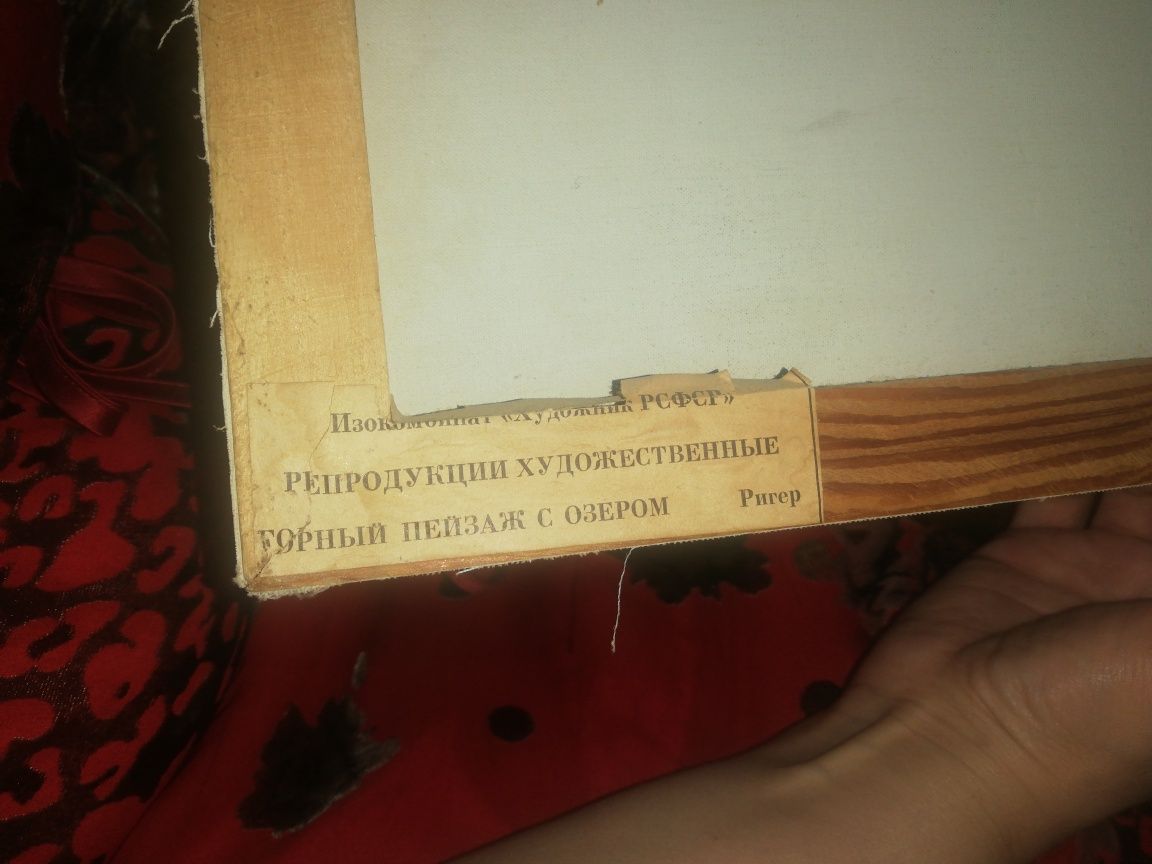 Изокомбинат «Художник РСФСР»
РЕПРОДУКЦИИ ХУДОЖЕСТВЕННЫЕ
ГОРНЫЙ ПЕЙЗАЖ С ОЗЕРОМ Ригер